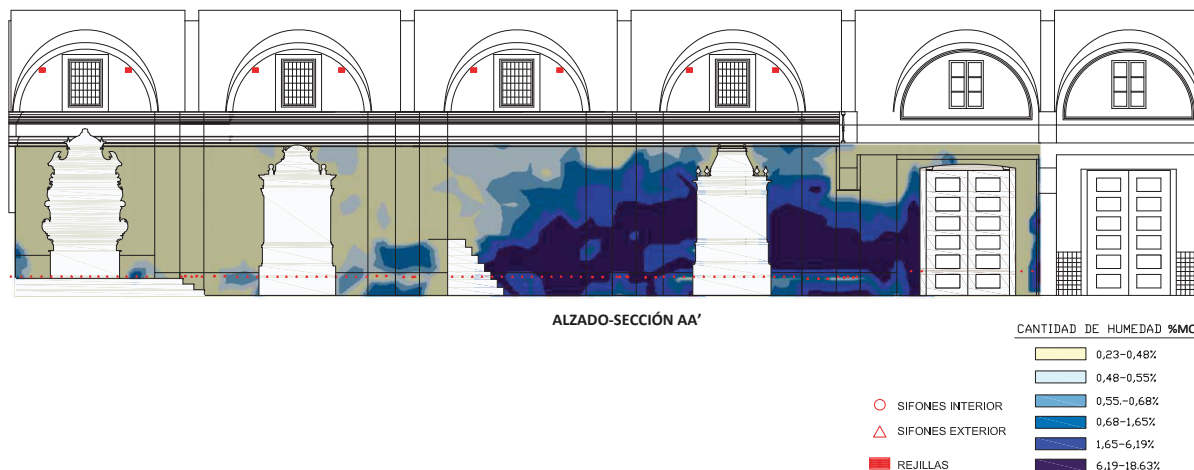 ALZADO-SECCIÓN AA’
CANTIDAD DE HUMEDAD %MC
0,23-0,48%
0,48-0,55%
0,55.-0,68%
0,68-1,65%
1,65-6,19%
6,19-18.63%
SIFONES INTERIOR
SIFONES EXTERIOR
REJILLAS